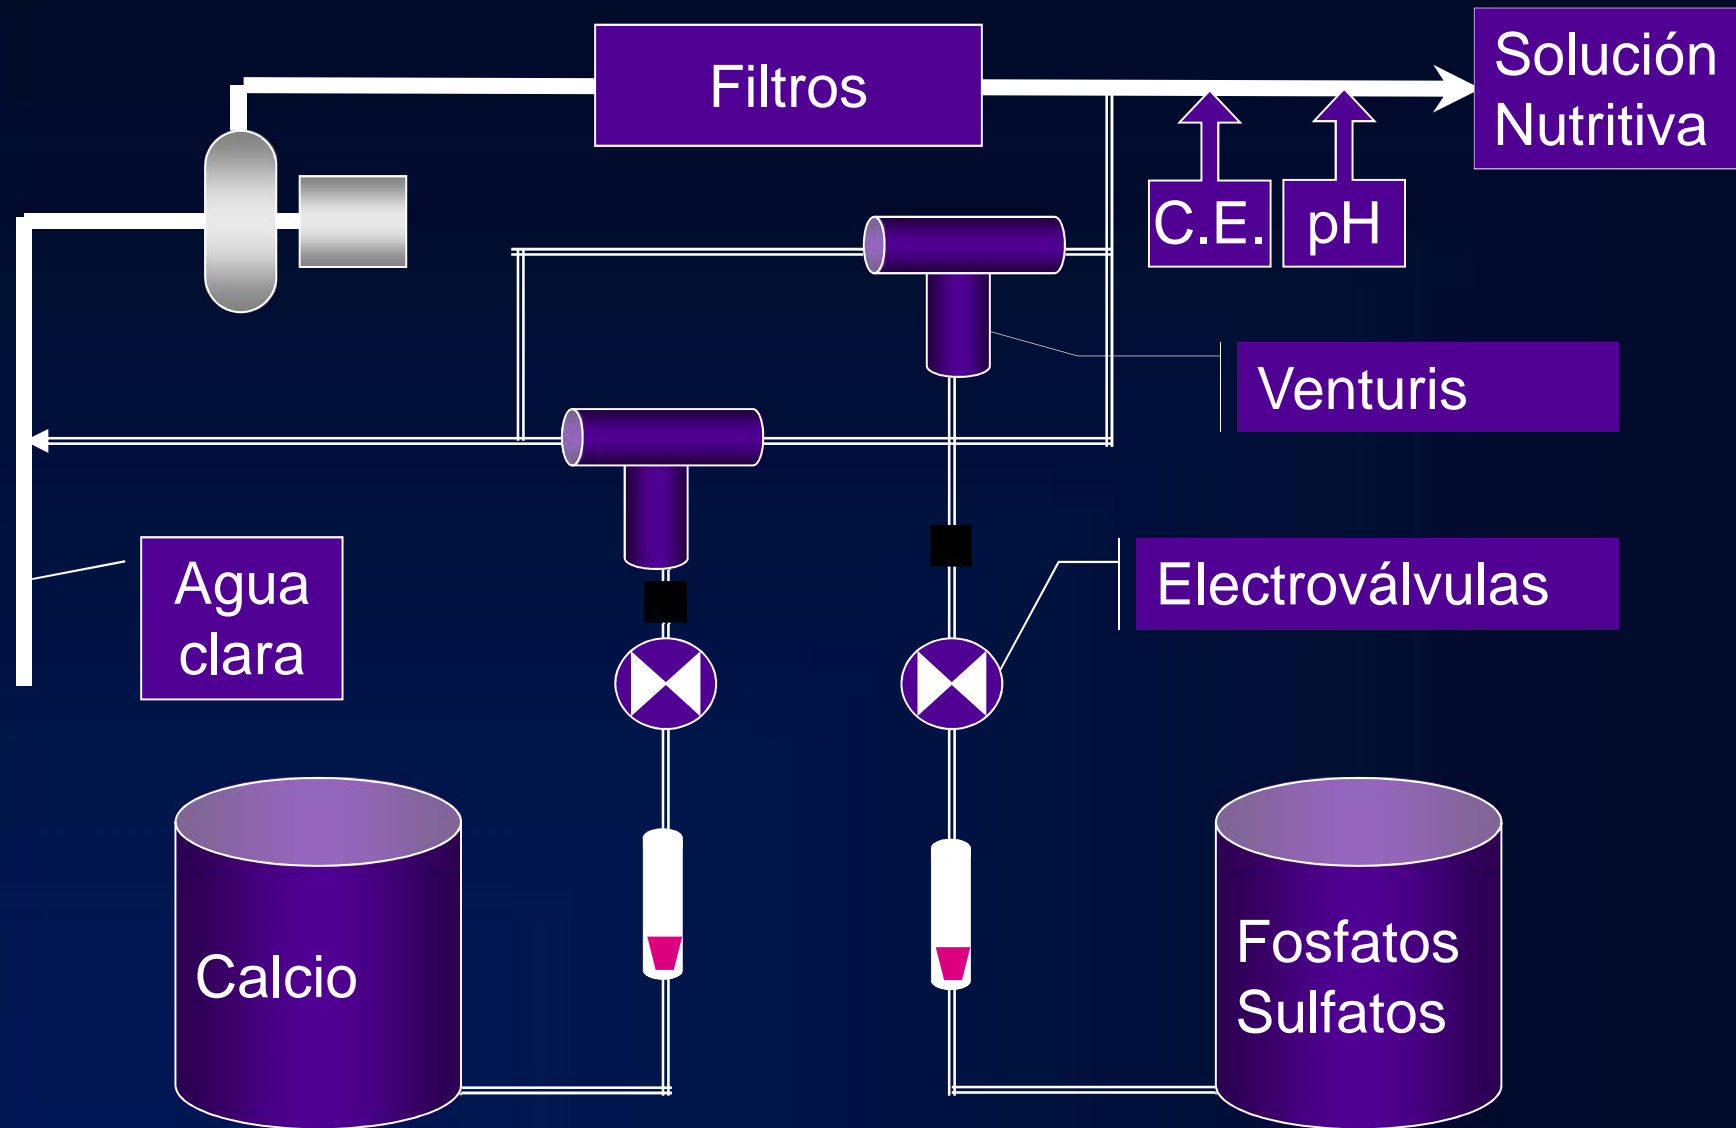 Filtros
Solución
Nutritiva
C.E.
pH
Venturis
Agua
clara
Electroválvulas
Calcio
Fosfatos
Sulfatos